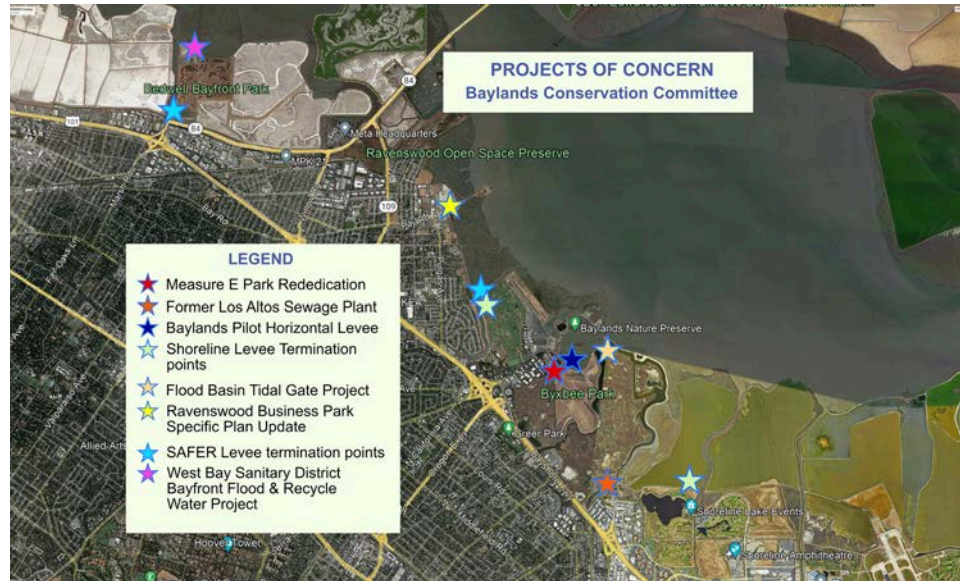 PROJECTS OF CONCERN
Baylands Conservation Committee
Bedwell Bayfront Park
84
101
84
Meta Headquarters
MPK 21
Ravenswood Open Space Preserve
109
Bay Rd
LEGEND
Measure E Park Rededication
Former Los Altos Sewage Plant
Baylands Pilot Horizontal Levee
Shoreline Levee Termination
points
Flood Basin Tidal Gate Project
Ravenswood Business Park
Specific Plan Update
SAFER Levee termination points
West Bay Sanitary District
Bayfront Flood & Recycle
Water Project
Baylands Nature Preserve
Byxbee Park
Greer Park
Allied Arts
Shoreline Lake Events
Shoreline Amphitheatre
Hoover Tower